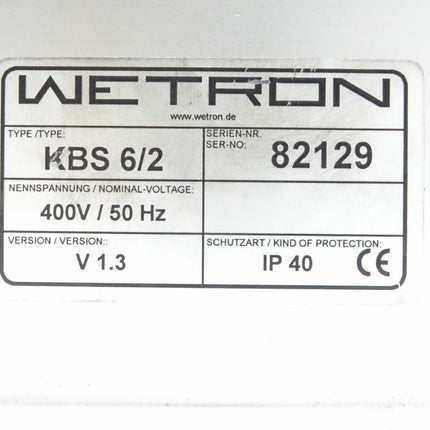 WETRON
www.wetron.de
TYPE /TYPE:
KBS 6/2
SERIEN-NR.
SER-NO:
82129
NENNSPANNUNG / NOMINAL-VOLTAGE:
400V / 50 Hz
VERSION / VERSION::
V 1.3
SCHUTZART / KIND OF PROTECTION:
IP 40 CE